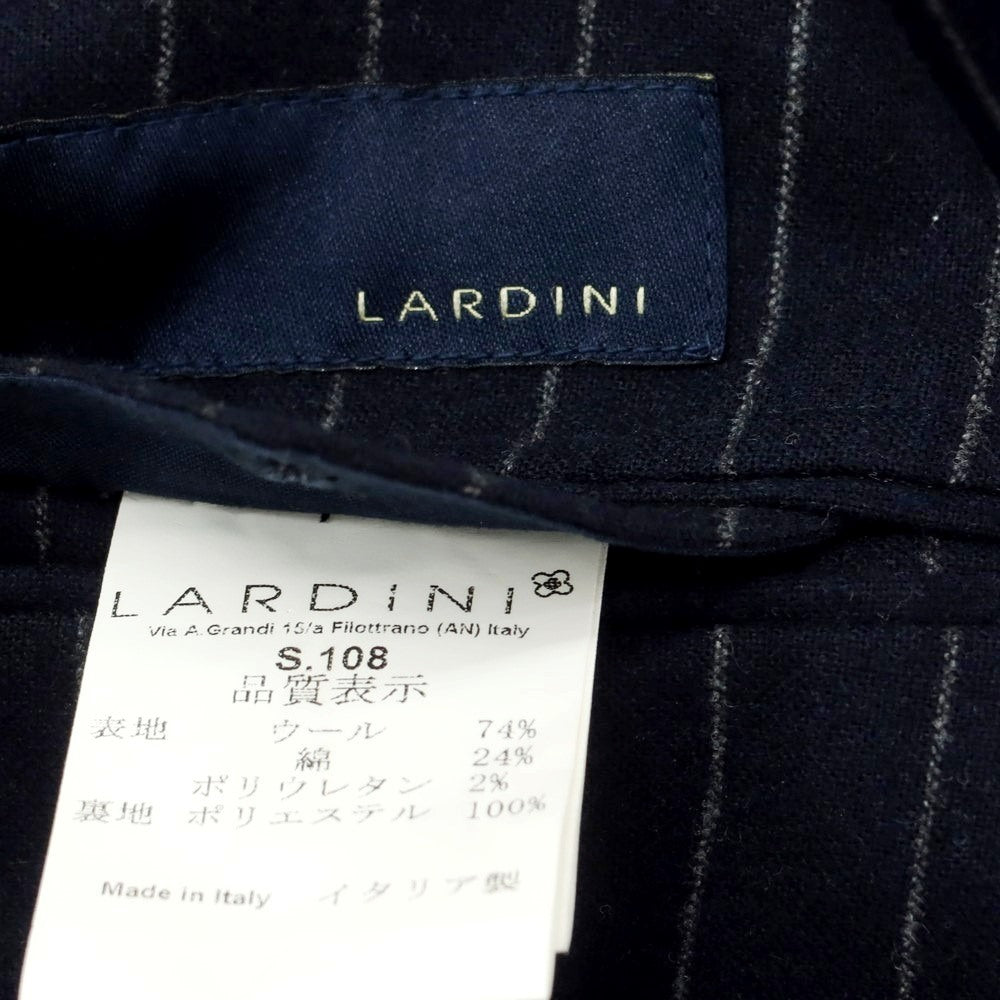 LARDINI
LARDINI
Via A.Grandi 15/a Filottrano (AN) Italy
S.108
品質表示
表地 ウール 74%
綿 24%
ポリウレタン 2%
裏地 ポリエステル 100%
Made in Italy イタリア製